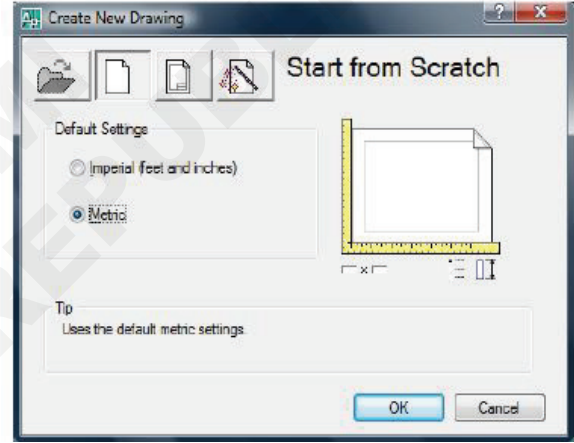 Create New Drawing
Start from Scratch
Default Settings
Imperial (feet and inches)
Metric
Tip
Uses the default metric settings.
OK
Cancel